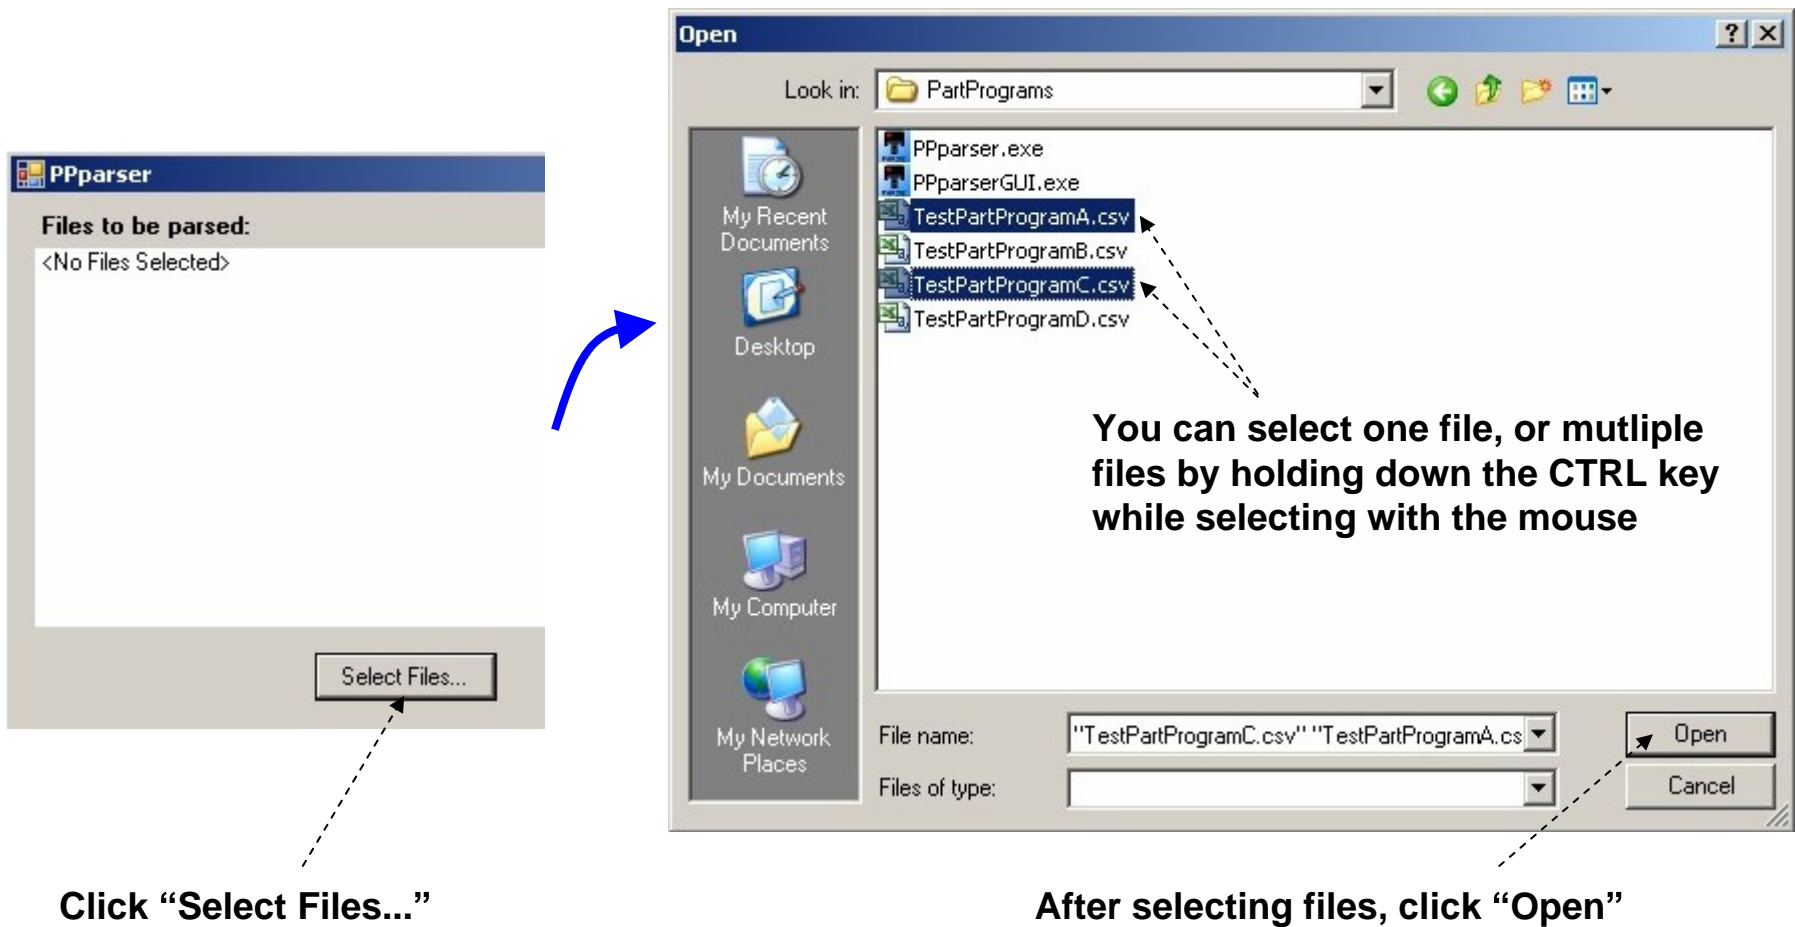 PPparser
Files to be parsed:
<No Files Selected>
Select Files...
Click “Select Files...”
Open
Look in:
PartPrograms
My Recent
Documents
Desktop
My Documents
My Computer
My Network
Places
PPparser.exe
PPparserGUI.exe
TestPartProgramA.csv
TestPartProgramB.csv
TestPartProgramC.csv
TestPartProgramD.csv
You can select one file, or mutliple
files by holding down the CTRL key
while selecting with the mouse
File name:
"TestPartProgramC.csv" "TestPartProgramA.cs
Open
Files of type:
Cancel
After selecting files, click “Open”